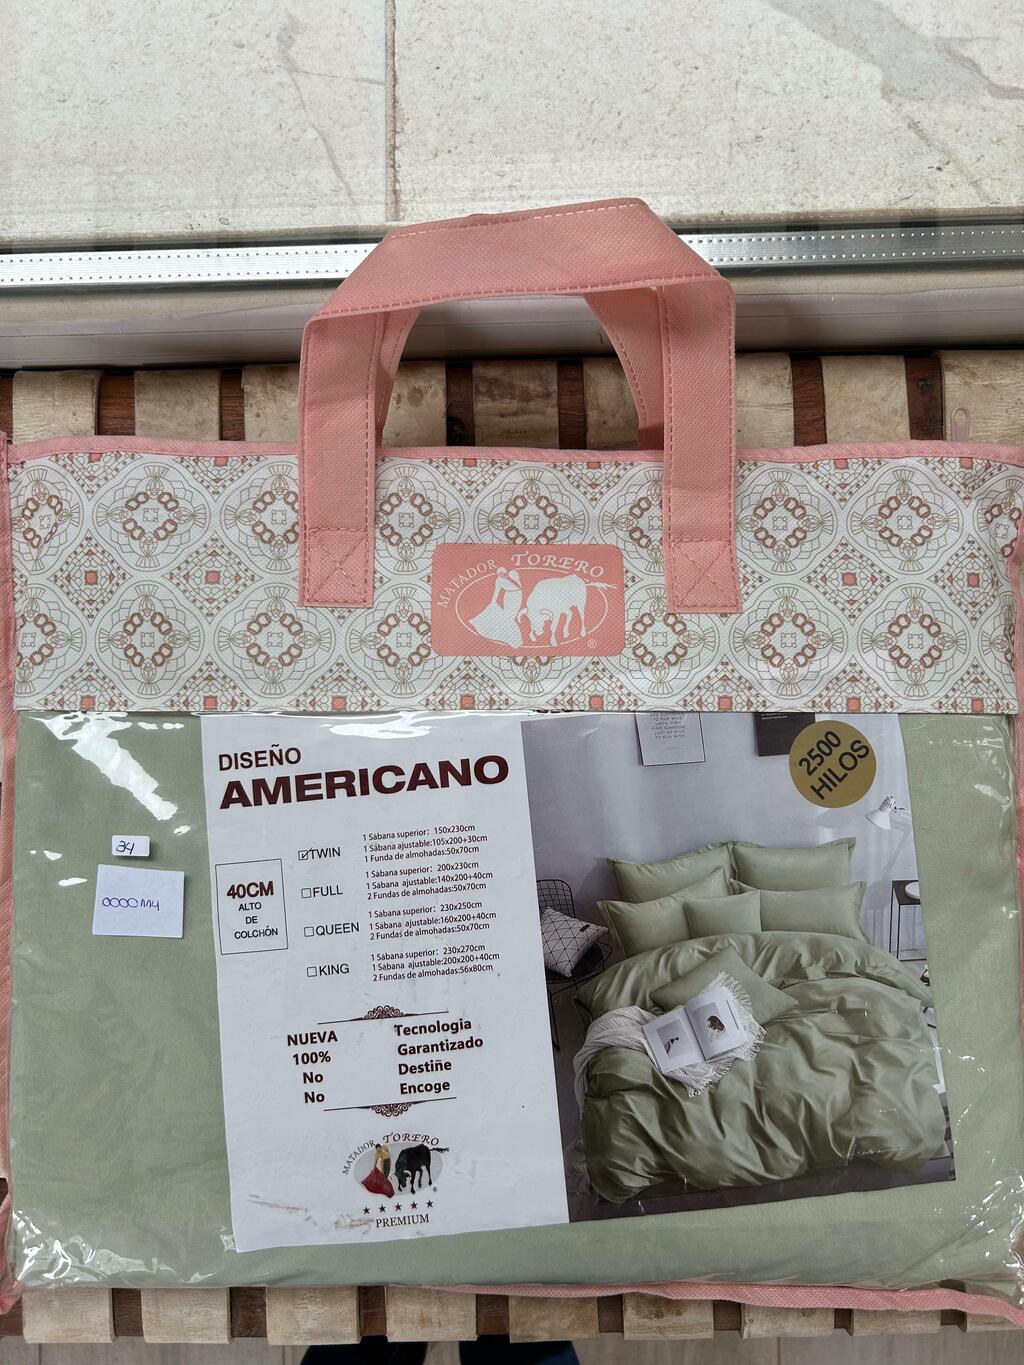 MATADOR TORERO
®
DISEÑO
AMERICANO
2500
HILOS
34
0000114
40CM
ALTO
DE
COLCHÓN
TWIN
1 Sábana superior: 150x230cm
1 Sábana ajustable:105x200+30cm
1 Funda de almohadas:50x70cm
FULL
1 Sábana superior: 200x230cm
1 Sábana ajustable:140x200+40cm
2 Fundas de almohadas:50x70cm
QUEEN
1 Sábana superior: 230x250cm
1 Sábana ajustable:160x200+40cm
2 Fundas de almohadas:50x70cm
KING
1 Sábana superior: 230x270cm
1 Sábana ajustable:200x200+40cm
2 Fundas de almohadas:56x80cm
NUEVA Tecnologia
100% Garantizado
No Destiñe
No Encoge
MATADOR TORERO
®
PREMIUM